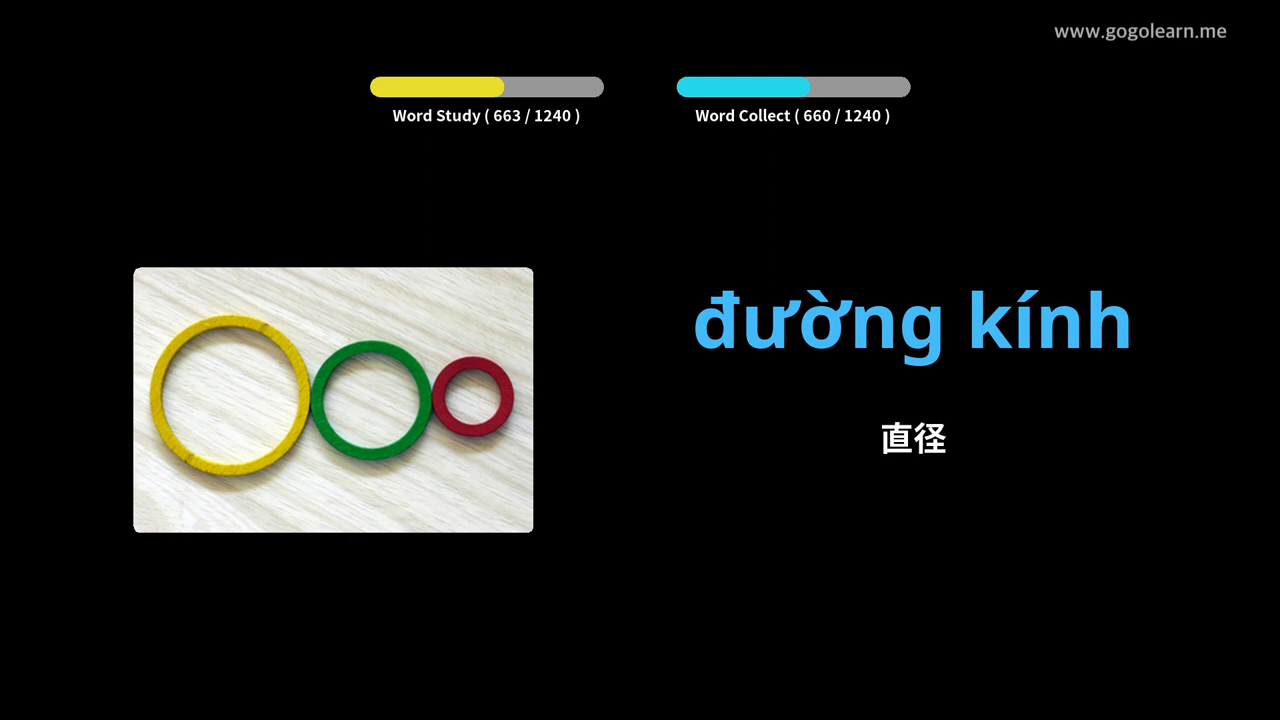 www.gogolearn.me
Word Study ( 663 / 1240 )
Word Collect ( 660 / 1240 )
đường kính
直径